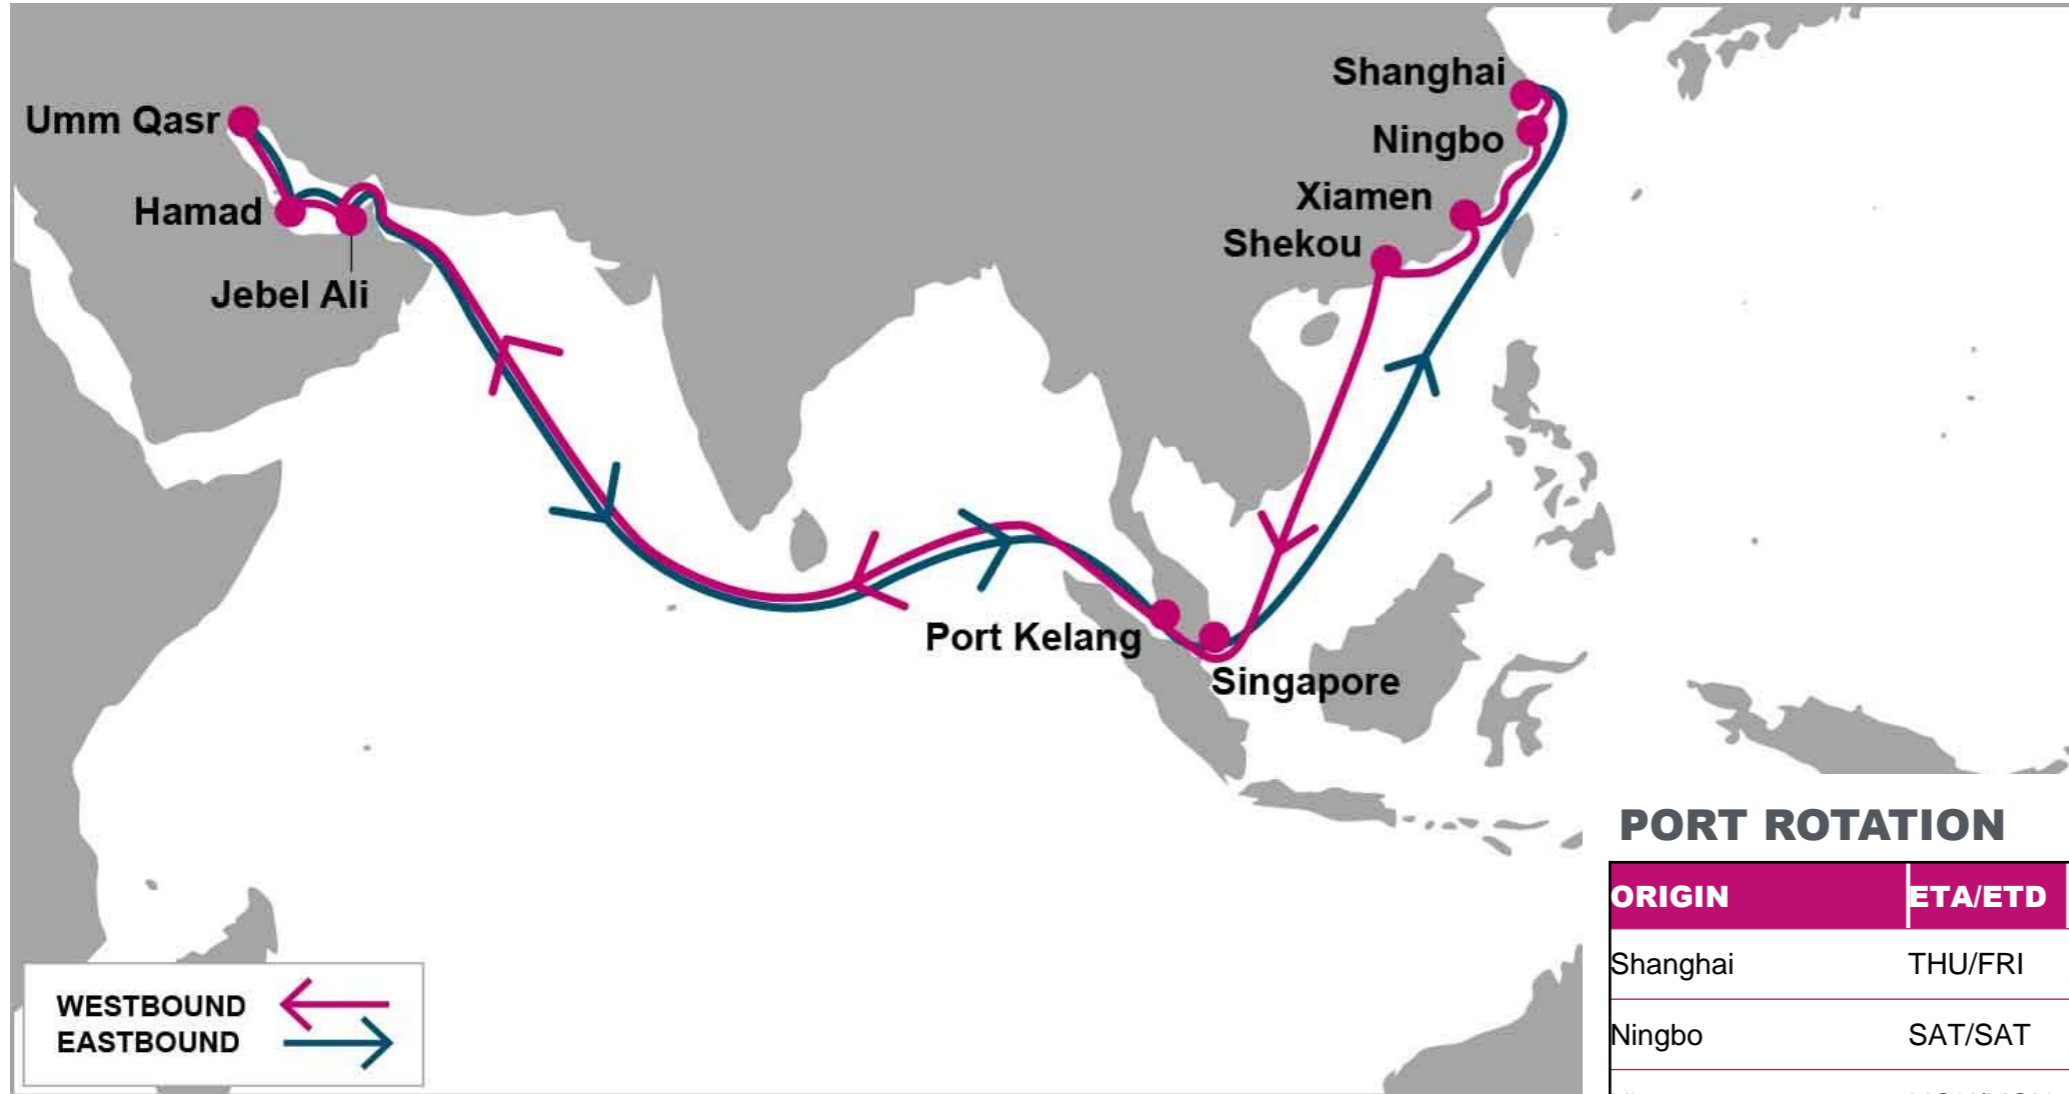 Shanghai
Umm Qasr
Ningbo
Xiamen
Hamad
Shekou
Jebel Ali
Port Kelang
Singapore
PORT ROTATION
ORIGIN ETA/ETD
Shanghai THU/FRI
Ningbo SAT/SAT
WESTBOUND
EASTBOUND